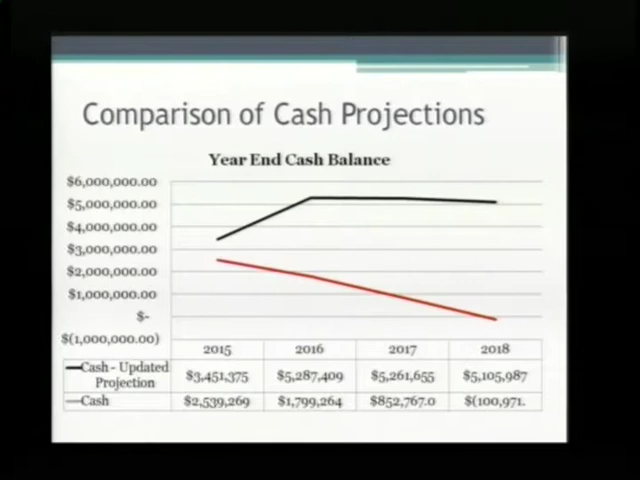 Comparison of Cash Projections
Year End Cash Balance
$6,000,000.00
$5,000,000.00
$4,000,000.00
$3,000,000.00
$2,000,000.00
$1,000,000.00
$-
$(1,000,000.00)
2015 2016 2017 2018
Cash - Updated Projection $3,451,375 $5,287,409 $5,261,655 $5,105,987
Cash $2,539,269 $1,799,264 $852,767.0 $(100,971.